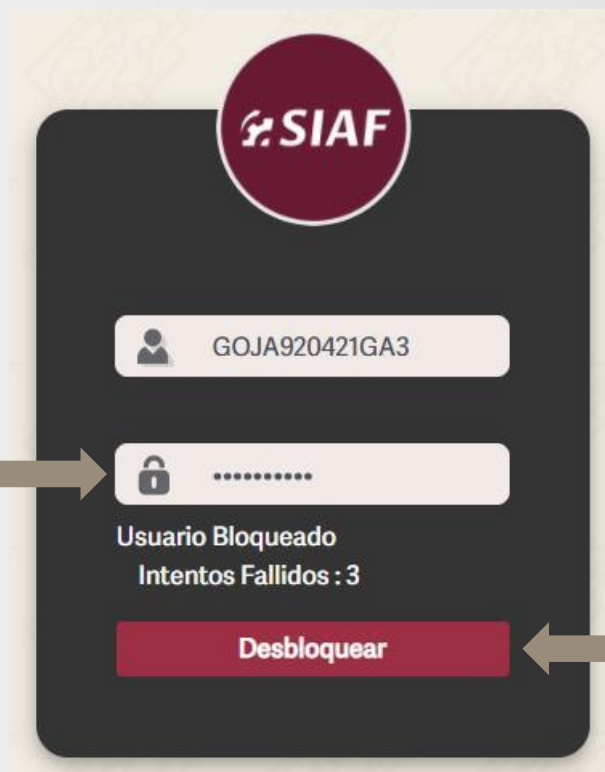 SIAF
GOJA920421GA3
••••••••••
Usuario Bloqueado
Intentos Fallidos : 3
Desbloquear